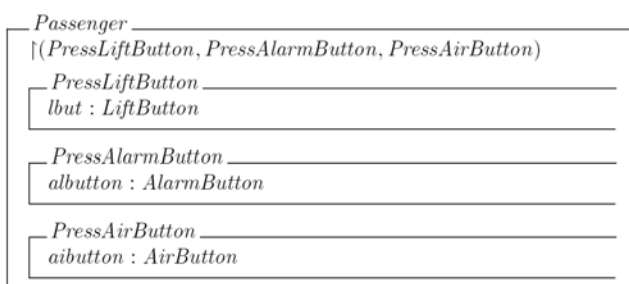 Passenger
↾(PressLiftButton, PressAlarmButton, PressAirButton)
PressLiftButton
lbut : LiftButton
PressAlarmButton
albutton : AlarmButton
PressAirButton
aibutton : AirButton